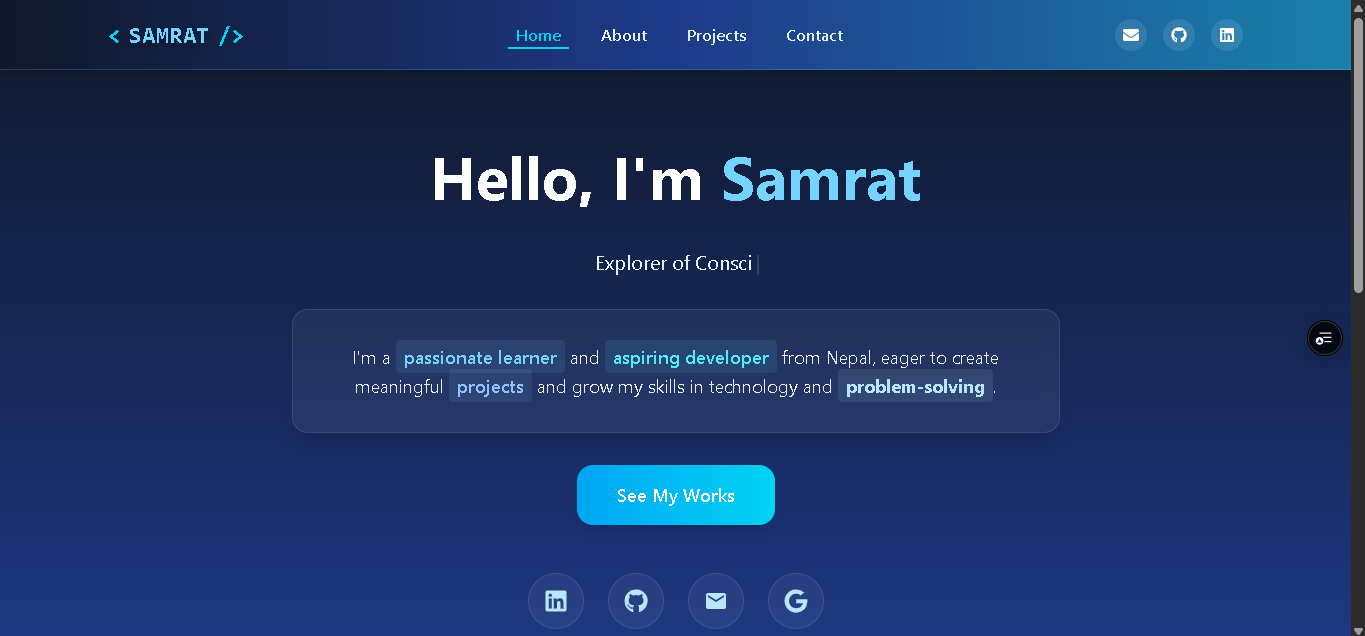 < SAMRAT />
Home
About
Projects
Contact
Hello, I'm Samrat
Explorer of Consci
I'm a passionate learner and aspiring developer from Nepal, eager to create
meaningful projects and grow my skills in technology and problem-solving.
See My Works